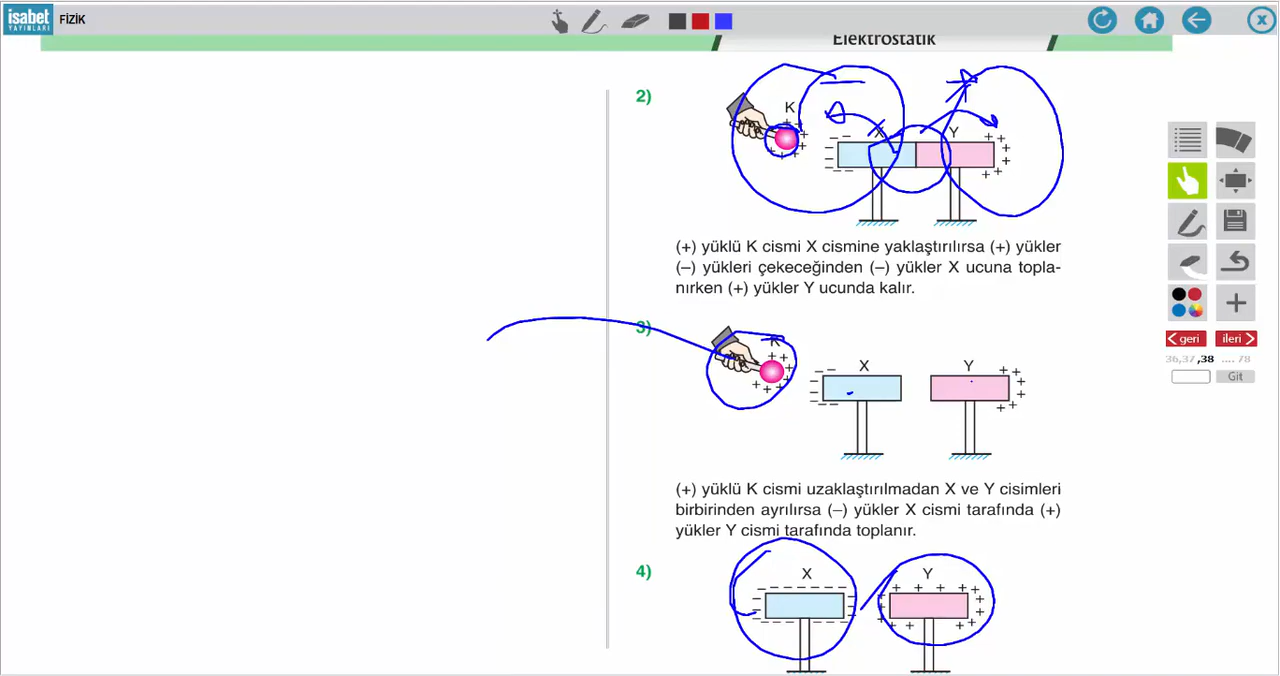 isabet
YAYINLARI
FİZİK
Elektrostatik
2)
K
X
Y
(+) yüklü K cismi X cismine yaklaştırılırsa (+) yükler
(–) yükleri çekeceğinden (–) yükler X ucuna topla-
nırken (+) yükler Y ucunda kalır.
3)
K
X
Y
(+) yüklü K cismi uzaklaştırılmadan X ve Y cisimleri
birbirinden ayrılırsa (–) yükler X cismi tarafında (+)
yükler Y cismi tarafında toplanır.
4)
X
Y
geri
ileri
36,37,38 .... 78
Git